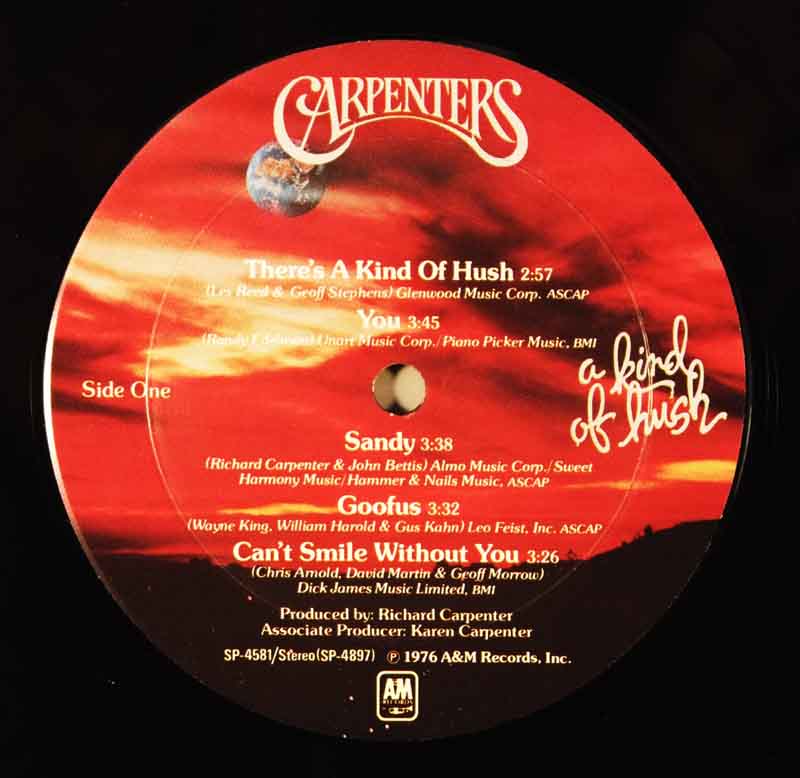 CARPENTERS
There's A Kind Of Hush 2:57
(Les Reed & Geoff Stephens) Glenwood Music Corp. ASCAP
You 3:45
(Randy Edelman) Unart Music Corp./Piano Picker Music, BMI
Side One
a kind
of hush
Sandy 3:38
(Richard Carpenter & John Bettis) Almo Music Corp./Sweet
Harmony Music/Hammer & Nails Music, ASCAP
Goofus 3:32
(Wayne King, William Harold & Gus Kahn) Leo Feist, Inc. ASCAP
Can't Smile Without You 3:26
(Chris Arnold, David Martin & Geoff Morrow)
Dick James Music Limited, BMI
Produced by: Richard Carpenter
Associate Producer: Karen Carpenter
SP-4581/Stereo (SP-4897) ℗ 1976 A&M Records, Inc.
A&M
RECORDS